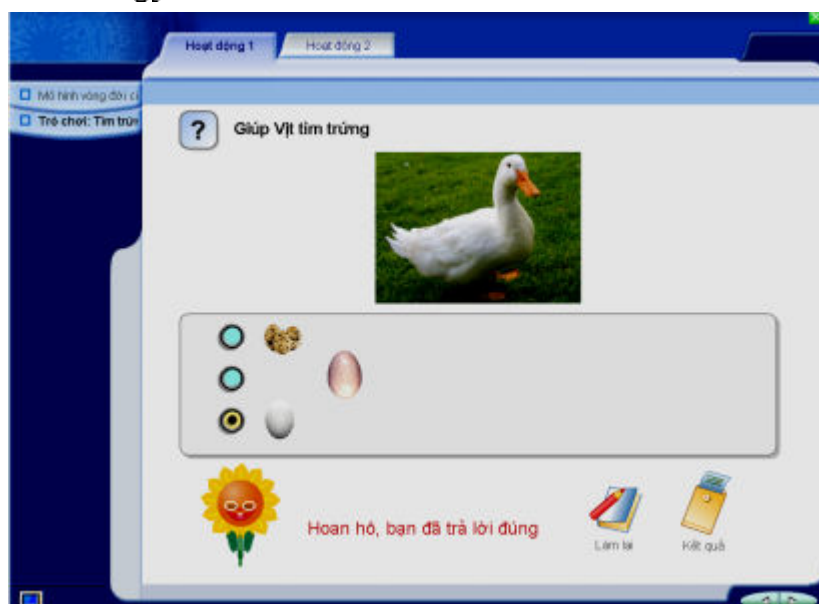 Hoạt động 1
Hoạt động 2
Mô hình vòng đời c
Trò chơi: Tìm trứn
?
Giúp Vịt tìm trứng
Hoan hô, bạn đã trả lời đúng
Làm lại
Kết quả